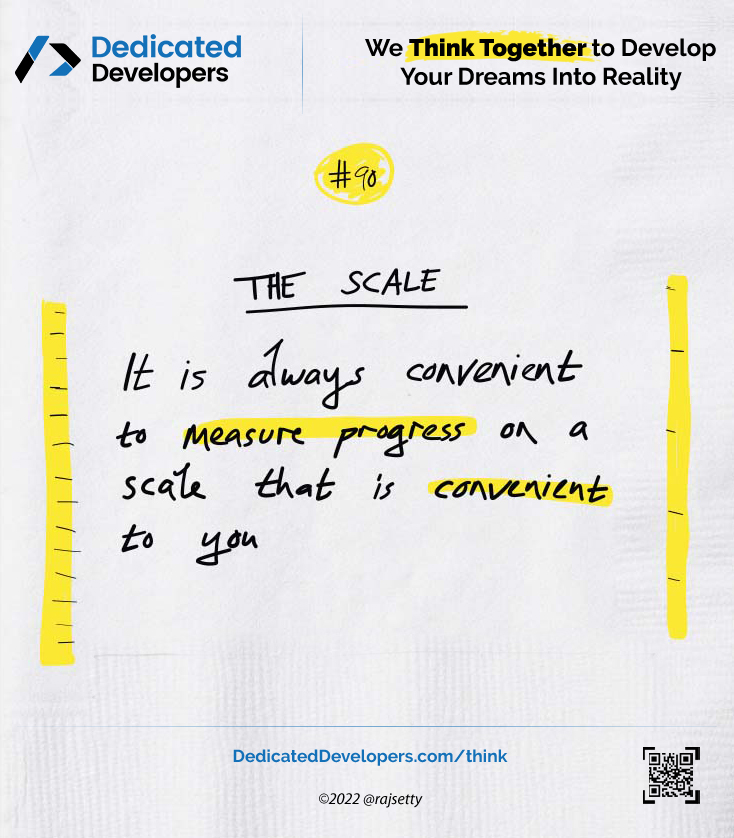 Dedicated
Developers
We Think Together to Develop
Your Dreams Into Reality
#90
THE SCALE
It is always convenient
to measure progress on a
scale that is convenient
to you
DedicatedDevelopers.com/think
©2022 @rajsetty